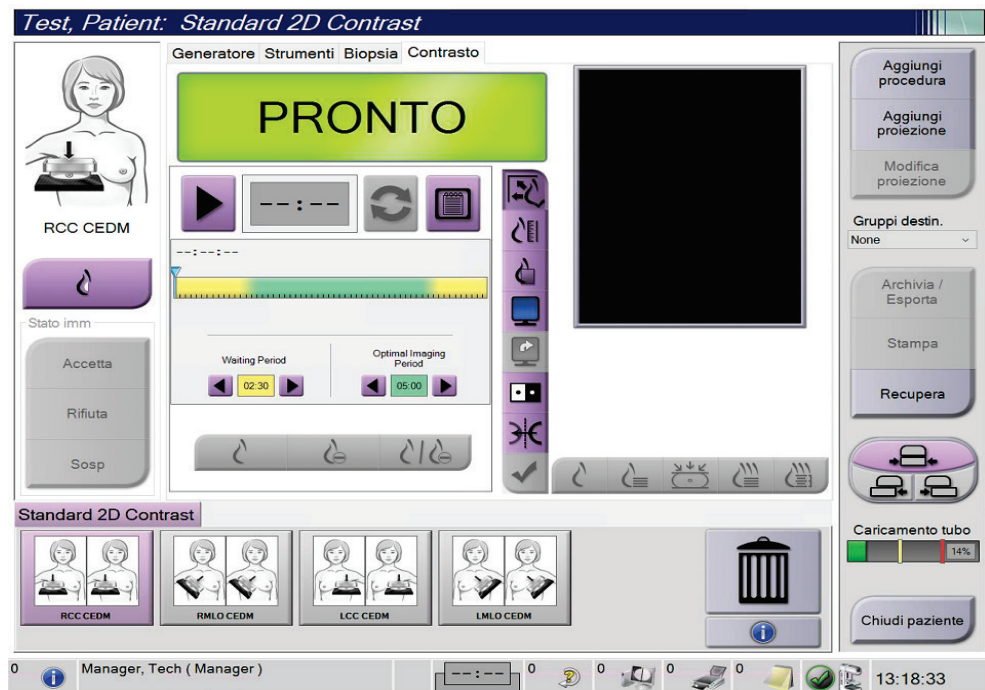 Test, Patient:  Standard 2D Contrast
Generatore Strumenti Biopsia Contrasto
PRONTO
RCC CEDM
--:--
--:--:--
Stato imm
Accetta
Rifiuta
Sosp
Waiting Period
02:30
Optimal Imaging
Period
05:00
Aggiungi
procedura
Aggiungi
proiezione
Modifica
proiezione
Gruppi destin.
None
Archivia /
Esporta
Stampa
Recupera
Caricamento tubo
14%
Chiudi paziente
Standard 2D Contrast
RCC CEDM
RMLO CEDM
LCC CEDM
LMLO CEDM
0 Manager, Tech ( Manager ) --:-- 0 0 0 0 13:18:33